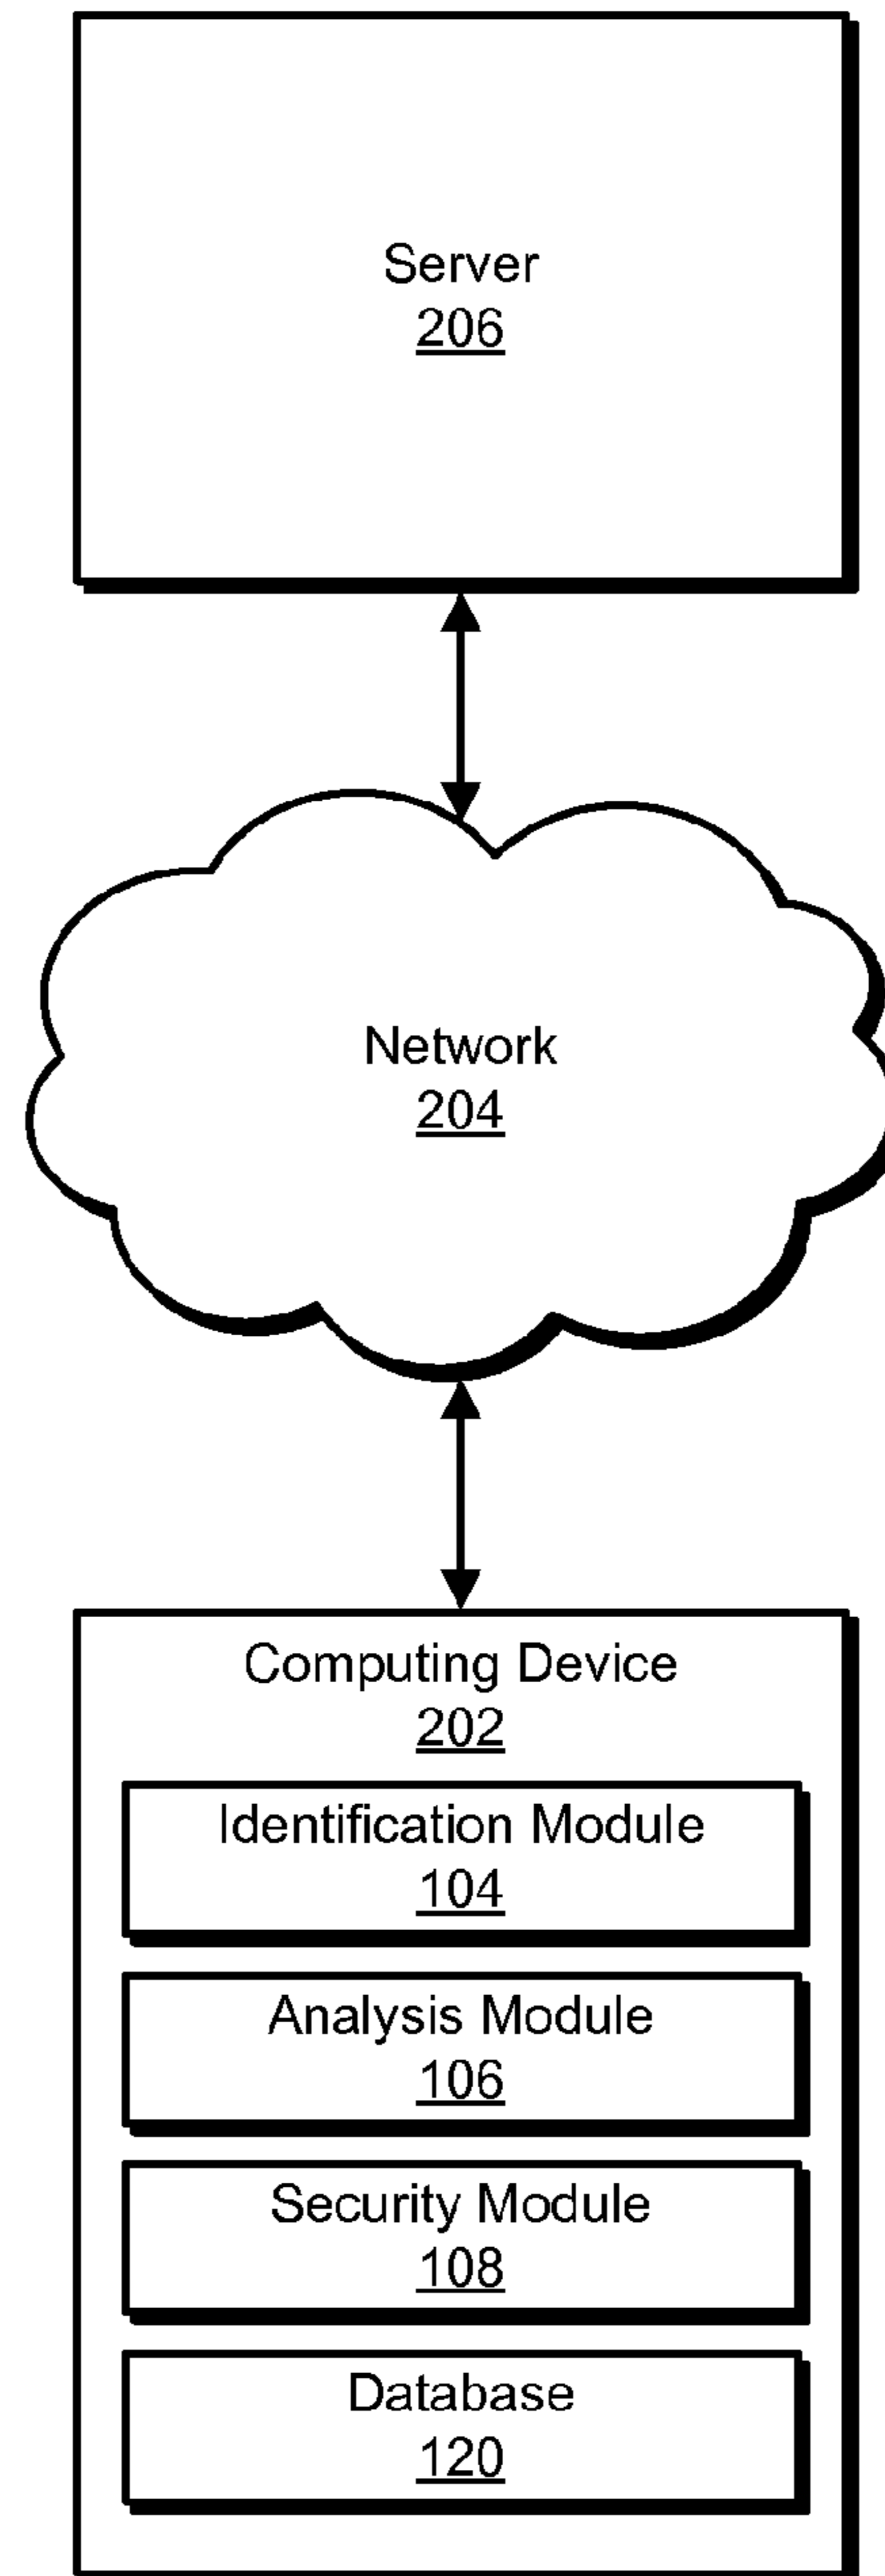 Server
206
Network
204
Computing Device
202
Identification Module
104
Analysis Module
106
Security Module
108
Database
120